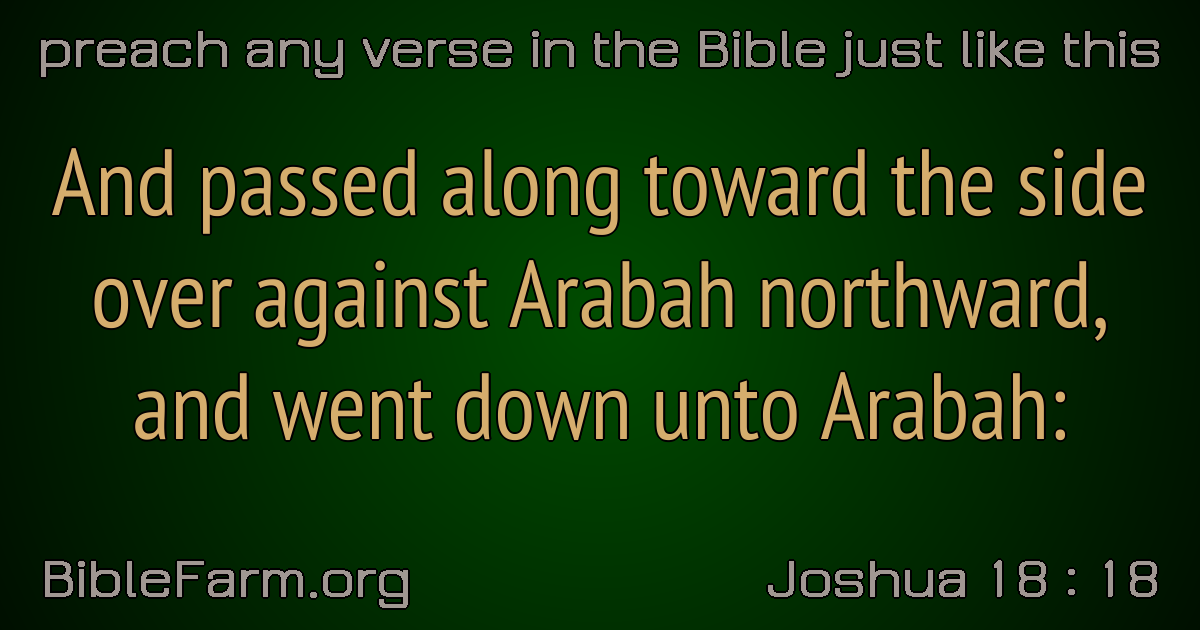 preach any verse in the Bible just like this
And passed along toward the side
over against Arabah northward,
and went down unto Arabah:
BibleFarm.org
Joshua 18 : 18